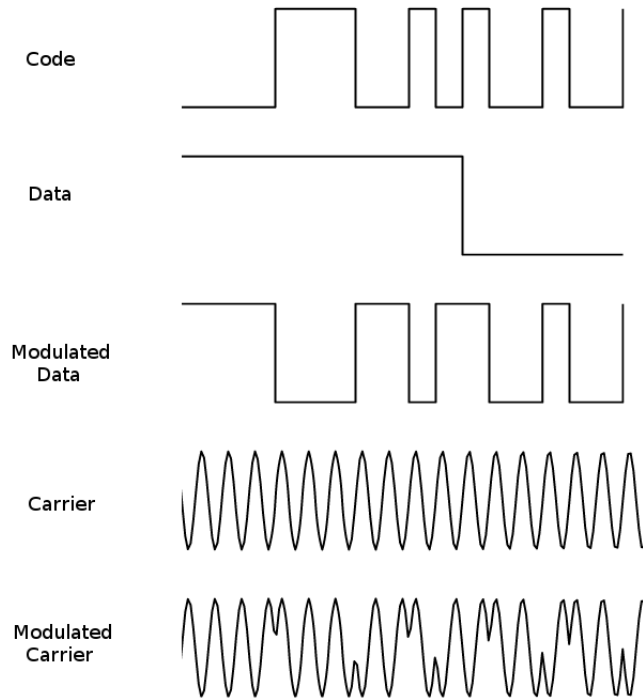 Code
Data
Modulated
Data
Carrier
Modulated
Carrier